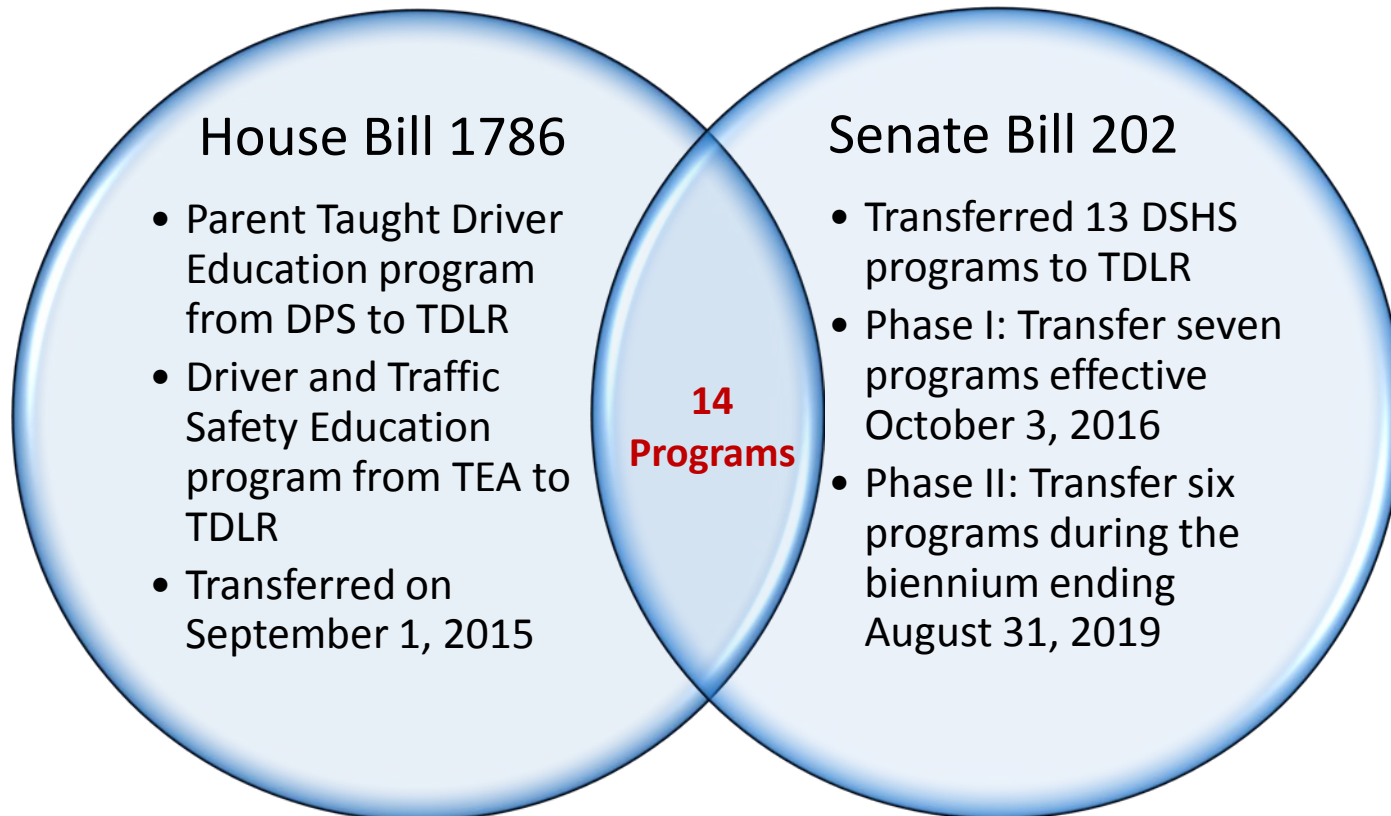 House Bill 1786
• Parent Taught Driver
Education program
from DPS to TDLR
• Driver and Traffic
Safety Education
program from TEA to
TDLR
• Transferred on
September 1, 2015
14
Programs
Senate Bill 202
• Transferred 13 DSHS
programs to TDLR
• Phase I: Transfer seven
programs effective
October 3, 2016
• Phase II: Transfer six
programs during the
biennium ending
August 31, 2019